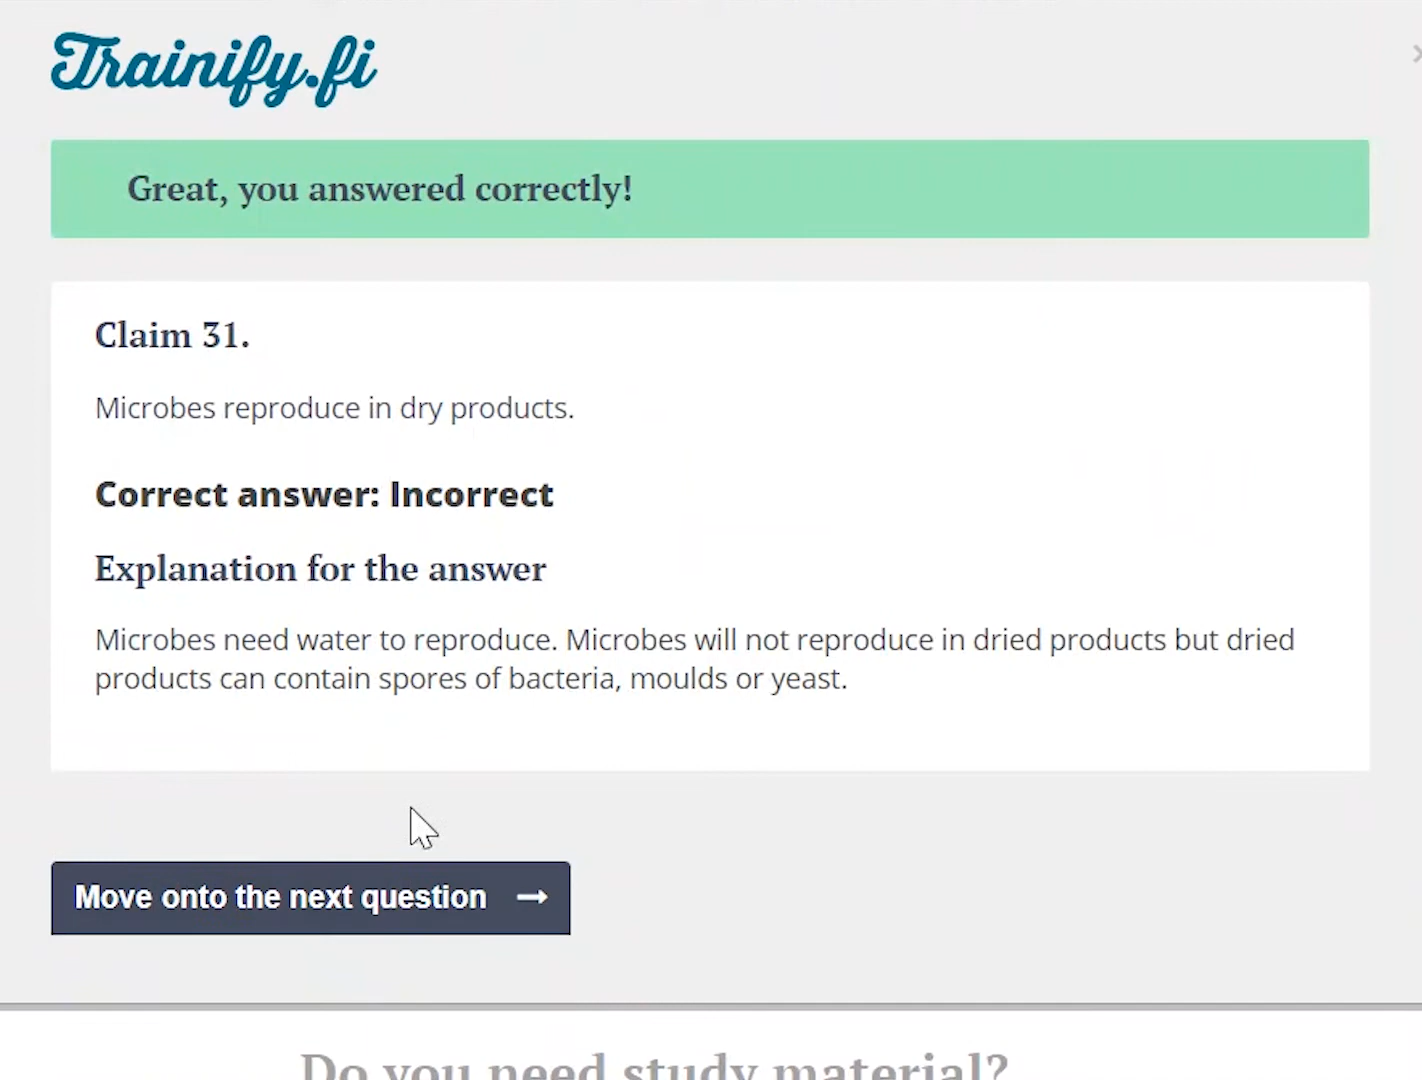 Trainify.fi
Great, you answered correctly!
Claim 31.
Microbes reproduce in dry products.
Correct answer: Incorrect
Explanation for the answer
Microbes need water to reproduce. Microbes will not reproduce in dried products but dried
products can contain spores of bacteria, moulds or yeast.
Move onto the next question →
Do you need study material?